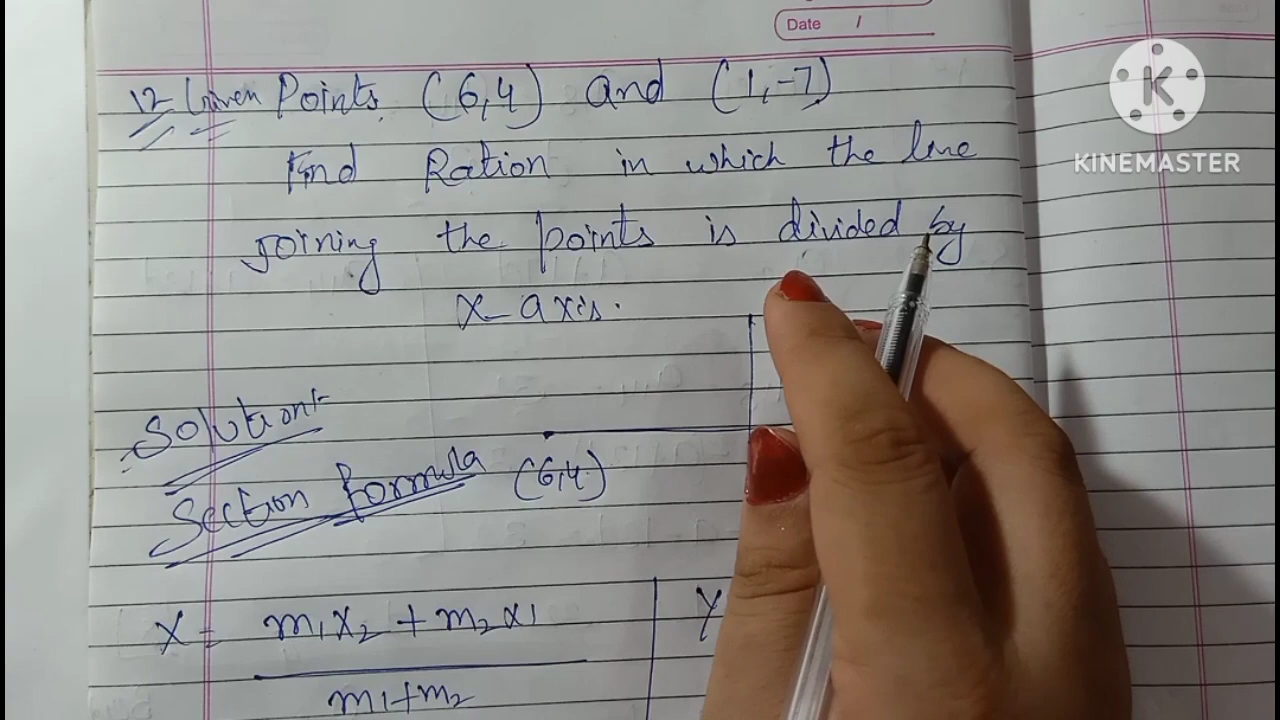 Date /
12 Given Points (6,4) and (1,-7)
Find Ration in which the line
joining the points is divided by
x-axis.
Solution:-
Section formula (6,4)
X = m₁x₂ + m₂x₁ Y
m₁+m₂
K
KINEMASTER